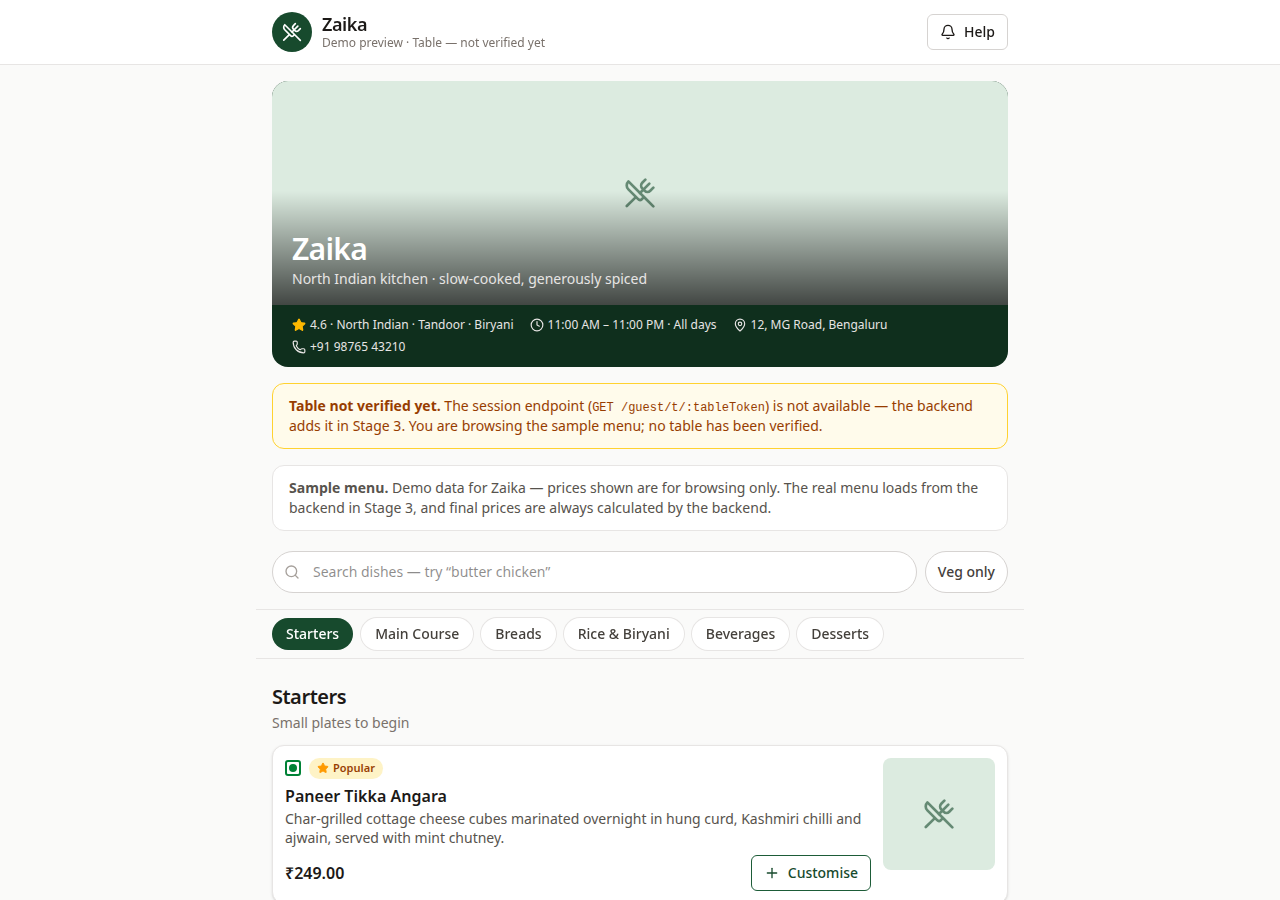 Zaika
Demo preview · Table — not verified yet
Help
Zaika
North Indian kitchen · slow-cooked, generously spiced
4.6 · North Indian · Tandoor · Biryani
11:00 AM – 11:00 PM · All days
12, MG Road, Bengaluru
+91 98765 43210
Table not verified yet. The session endpoint (GET /guest/t/:tableToken) is not available — the backend
adds it in Stage 3. You are browsing the sample menu; no table has been verified.
Sample menu. Demo data for Zaika — prices shown are for browsing only. The real menu loads from the
backend in Stage 3, and final prices are always calculated by the backend.
Search dishes — try “butter chicken”
Veg only
Starters
Main Course
Breads
Rice & Biryani
Beverages
Desserts
Starters
Small plates to begin
Popular
Paneer Tikka Angara
Char-grilled cottage cheese cubes marinated overnight in hung curd, Kashmiri chilli and
ajwain, served with mint chutney.
₹249.00
Customise